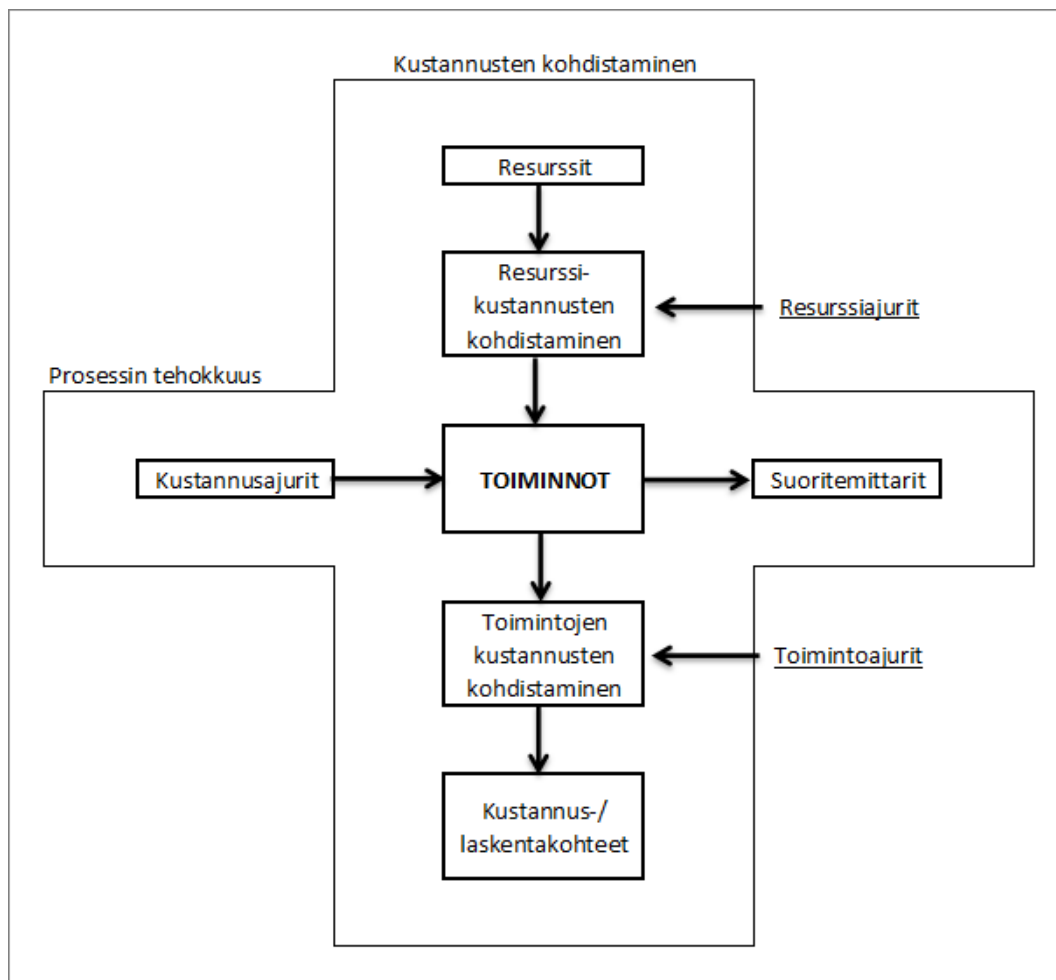 Kustannusten kohdistaminen
Resurssit
Resurssi-
kustannusten
kohdistaminen
Resurssiajurit
Prosessin tehokkuus
Kustannusajurit
TOIMINNOT
Suoritemittarit
Toimintojen
kustannusten
kohdistaminen
Toimintoajurit
Kustannus-/
laskentakohteet